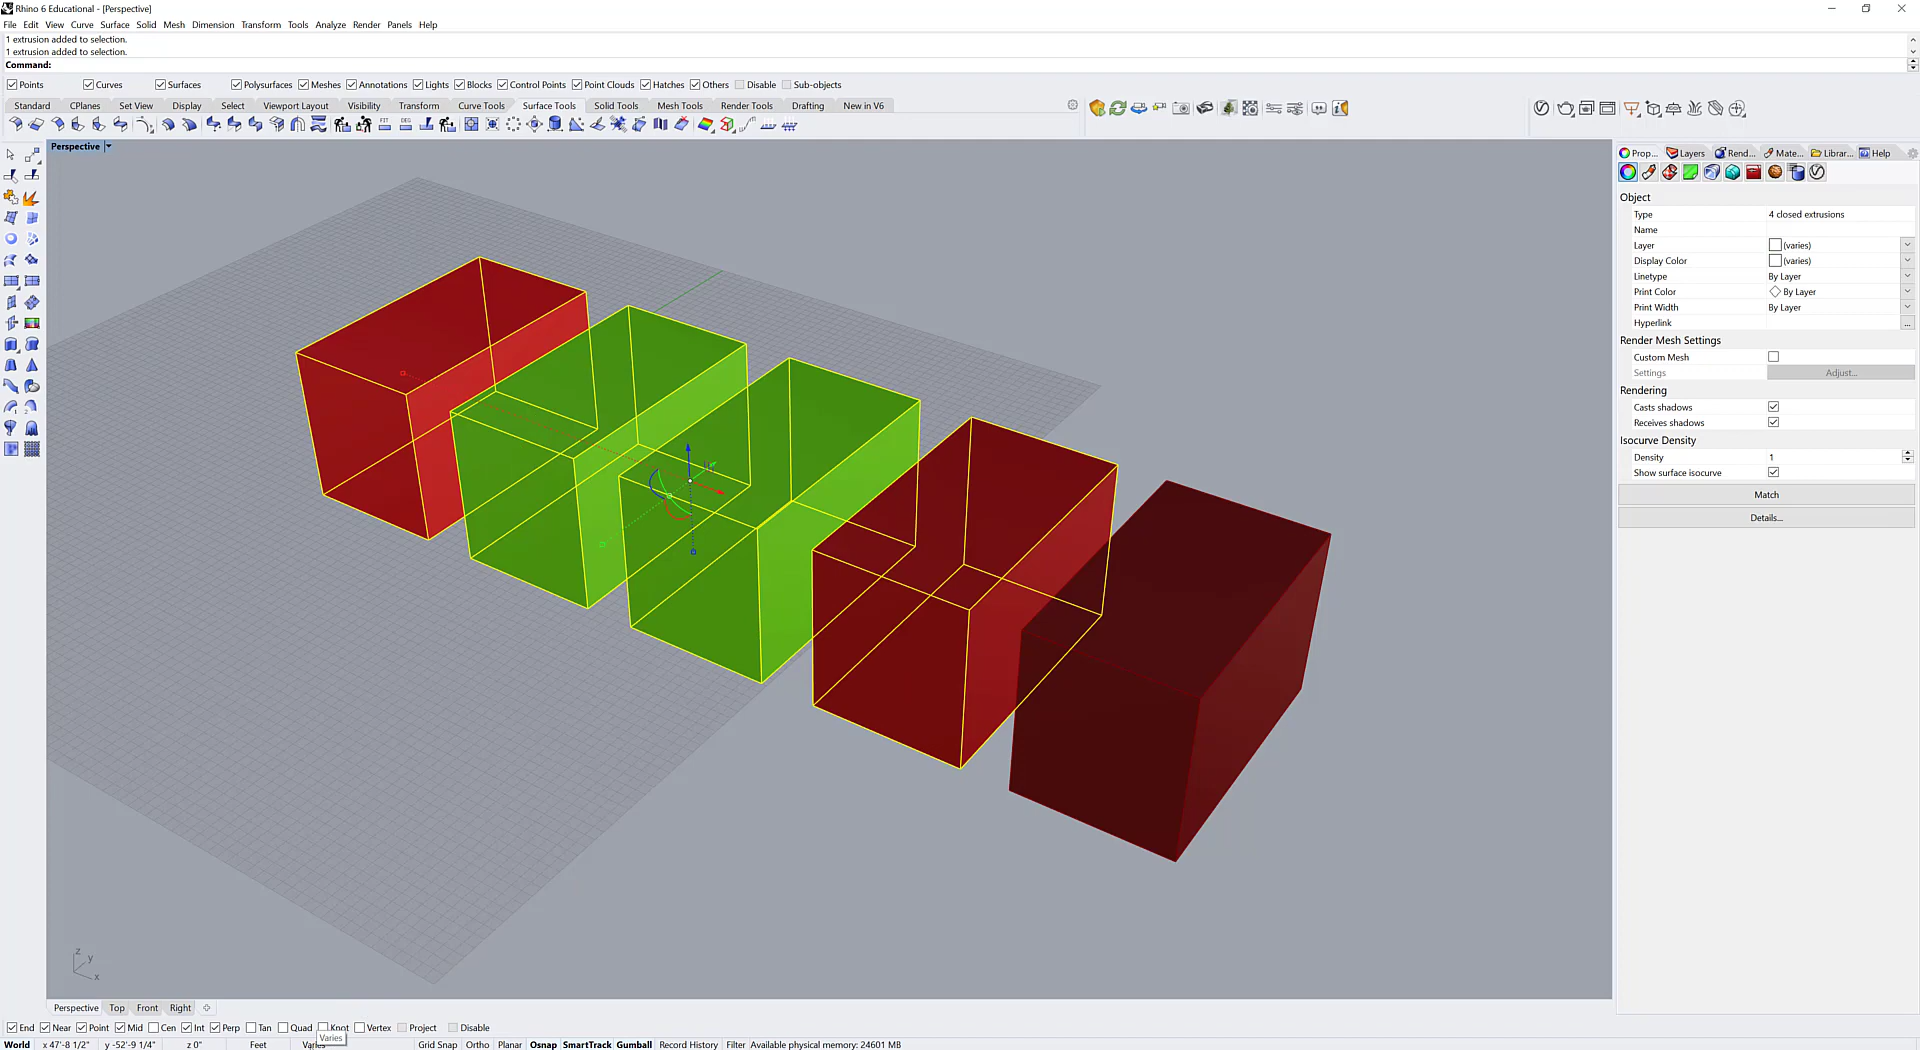 Rhino 6 Educational - [Perspective]
File Edit View Curve Surface Solid Mesh Dimension Transform Tools Analyze Render Panels Help
1 extrusion added to selection.
1 extrusion added to selection.
Command:
Points Curves Surfaces Polysurfaces Meshes Annotations Lights Blocks Control Points Point Clouds Hatches Others Disable Sub-objects
Standard CPlanes Set View Display Select Viewport Layout Visibility Transform Curve Tools Surface Tools Solid Tools Mesh Tools Render Tools Drafting New in V6
FIT DEG
Perspective
Prop... Layers Rend... Mate... Librar... Help
Object
Type 4 closed extrusions
Name
Layer (varies)
Display Color (varies)
Linetype By Layer
Print Color By Layer
Print Width By Layer
Hyperlink ...
Render Mesh Settings
Custom Mesh
Settings Adjust...
Rendering
Casts shadows
Receives shadows
Isocurve Density
Density 1
Show surface isocurve
Match
Details...
z
y
x
Perspective Top Front Right
End Near Point Mid Cen Int Perp Tan Quad Knot Vertex Project Disable
Varies
World x 47'-8 1/2" y -52'-9 1/4" z 0" Feet Varies Grid Snap Ortho Planar Osnap SmartTrack Gumball Record History Filter Available physical memory: 24601 MB